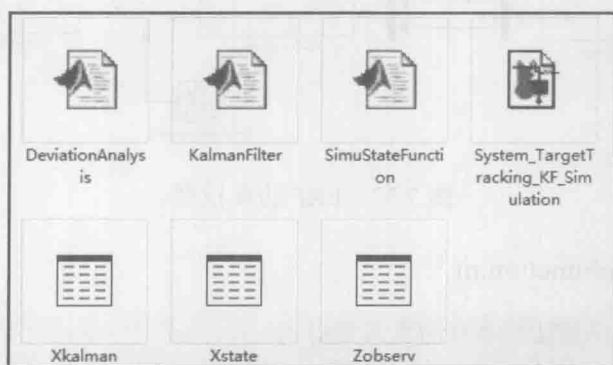 DeviationAnalys
is
KalmanFilter
SimuStateFuncti
on
System_TargetT
racking_KF_Sim
ulation
Xkalman
Xstate
Zobserv